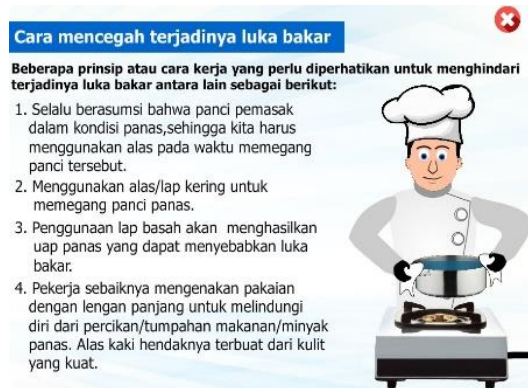 Cara mencegah terjadinya luka bakar
Beberapa prinsip atau cara kerja yang perlu diperhatikan untuk menghindari
terjadinya luka bakar antara lain sebagai berikut:
1. Selalu berasumsi bahwa panci pemasak
dalam kondisi panas,sehingga kita harus
menggunakan alas pada waktu memegang
panci tersebut.
2. Menggunakan alas/lap kering untuk
memegang panci panas.
3. Penggunaan lap basah akan menghasilkan
uap panas yang dapat menyebabkan luka
bakar.
4. Pekerja sebaiknya mengenakan pakaian
dengan lengan panjang untuk melindungi
diri dari percikan/tumpahan makanan/minyak
panas. Alas kaki hendaknya terbuat dari kulit
yang kuat.